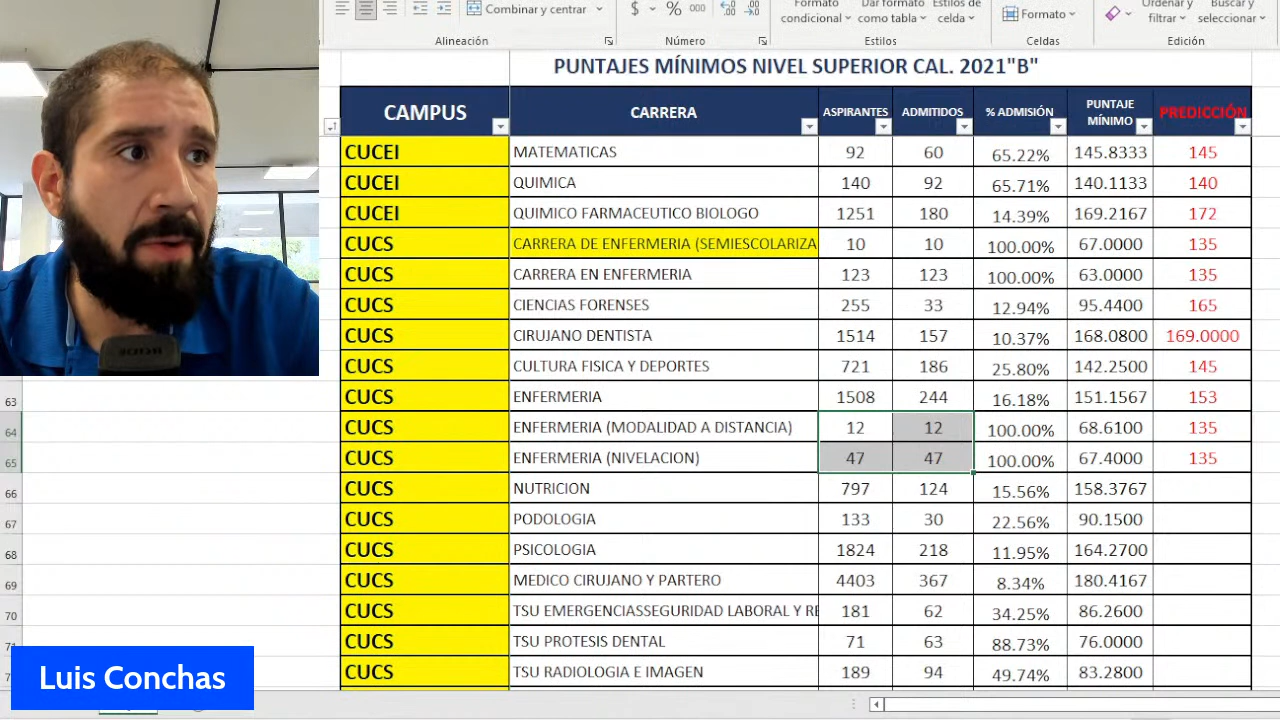 Combinar y centrar
$ % 000
Formato condicional
Dar formato como tabla
Estilos de celda
Formato
Ordenar y filtrar
Buscar y seleccionar
Alineación
Número
Estilos
Celdas
Edición
PUNTAJES MÍNIMOS NIVEL SUPERIOR CAL. 2021"B"
CAMPUS CARRERA ASPIRANTES ADMITIDOS % ADMISIÓN PUNTAJE MÍNIMO PREDICCIÓN
CUCEI MATEMATICAS 92 60 65.22% 145.8333 145
CUCEI QUIMICA 140 92 65.71% 140.1133 140
CUCEI QUIMICO FARMACEUTICO BIOLOGO 1251 180 14.39% 169.2167 172
CUCS CARRERA DE ENFERMERIA (SEMIESCOLARIZA 10 10 100.00% 67.0000 135
CUCS CARRERA EN ENFERMERIA 123 123 100.00% 63.0000 135
CUCS CIENCIAS FORENSES 255 33 12.94% 95.4400 165
CUCS CIRUJANO DENTISTA 1514 157 10.37% 168.0800 169.0000
CUCS CULTURA FISICA Y DEPORTES 721 186 25.80% 142.2500 145
63 CUCS ENFERMERIA 1508 244 16.18% 151.1567 153
64 CUCS ENFERMERIA (MODALIDAD A DISTANCIA) 12 12 100.00% 68.6100 135
65 CUCS ENFERMERIA (NIVELACION) 47 47 100.00% 67.4000 135
66 CUCS NUTRICION 797 124 15.56% 158.3767
67 CUCS PODOLOGIA 133 30 22.56% 90.1500
68 CUCS PSICOLOGIA 1824 218 11.95% 164.2700
69 CUCS MEDICO CIRUJANO Y PARTERO 4403 367 8.34% 180.4167
70 CUCS TSU EMERGENCIASSEGURIDAD LABORAL Y RE 181 62 34.25% 86.2600
CUCS TSU PROTESIS DENTAL 71 63 88.73% 76.0000
CUCS TSU RADIOLOGIA E IMAGEN 189 94 49.74% 83.2800
Luis Conchas